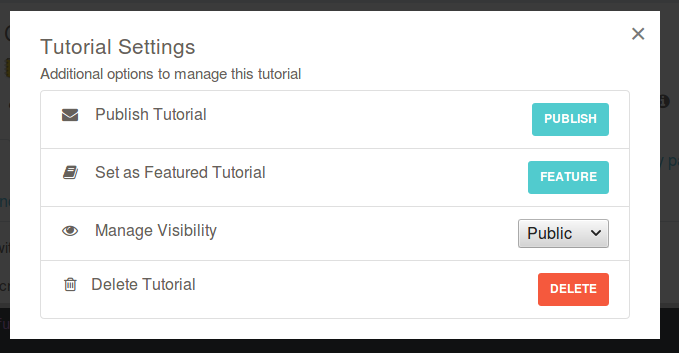 Tutorial Settings
Additional options to manage this tutorial
Publish Tutorial PUBLISH
Set as Featured Tutorial FEATURE
Manage Visibility Public
Delete Tutorial DELETE